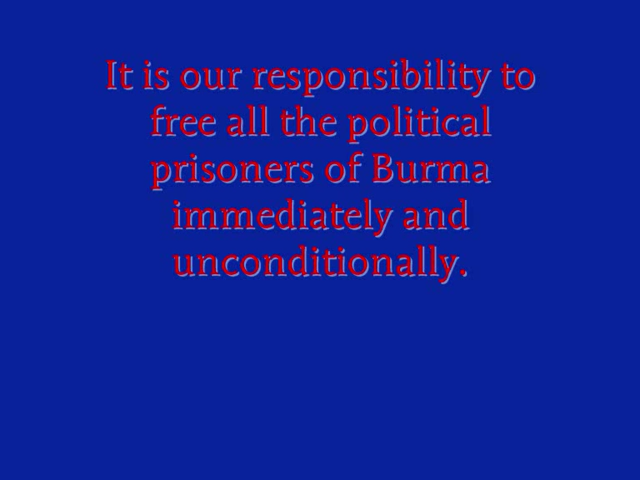 It is our responsibility to
free all the political
prisoners of Burma
immediately and
unconditionally.